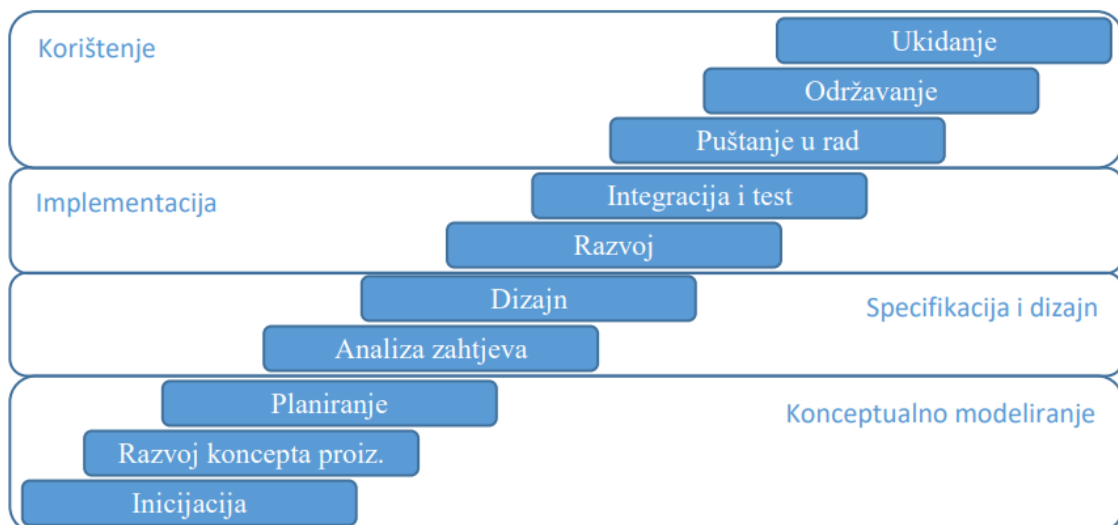 Korištenje
Ukidanje
Održavanje
Puštanje u rad
Implementacija
Integracija i test
Razvoj
Dizajn
Specifikacija i dizajn
Analiza zahtjeva
Planiranje
Konceptualno modeliranje
Razvoj koncepta proiz.
Inicijacija